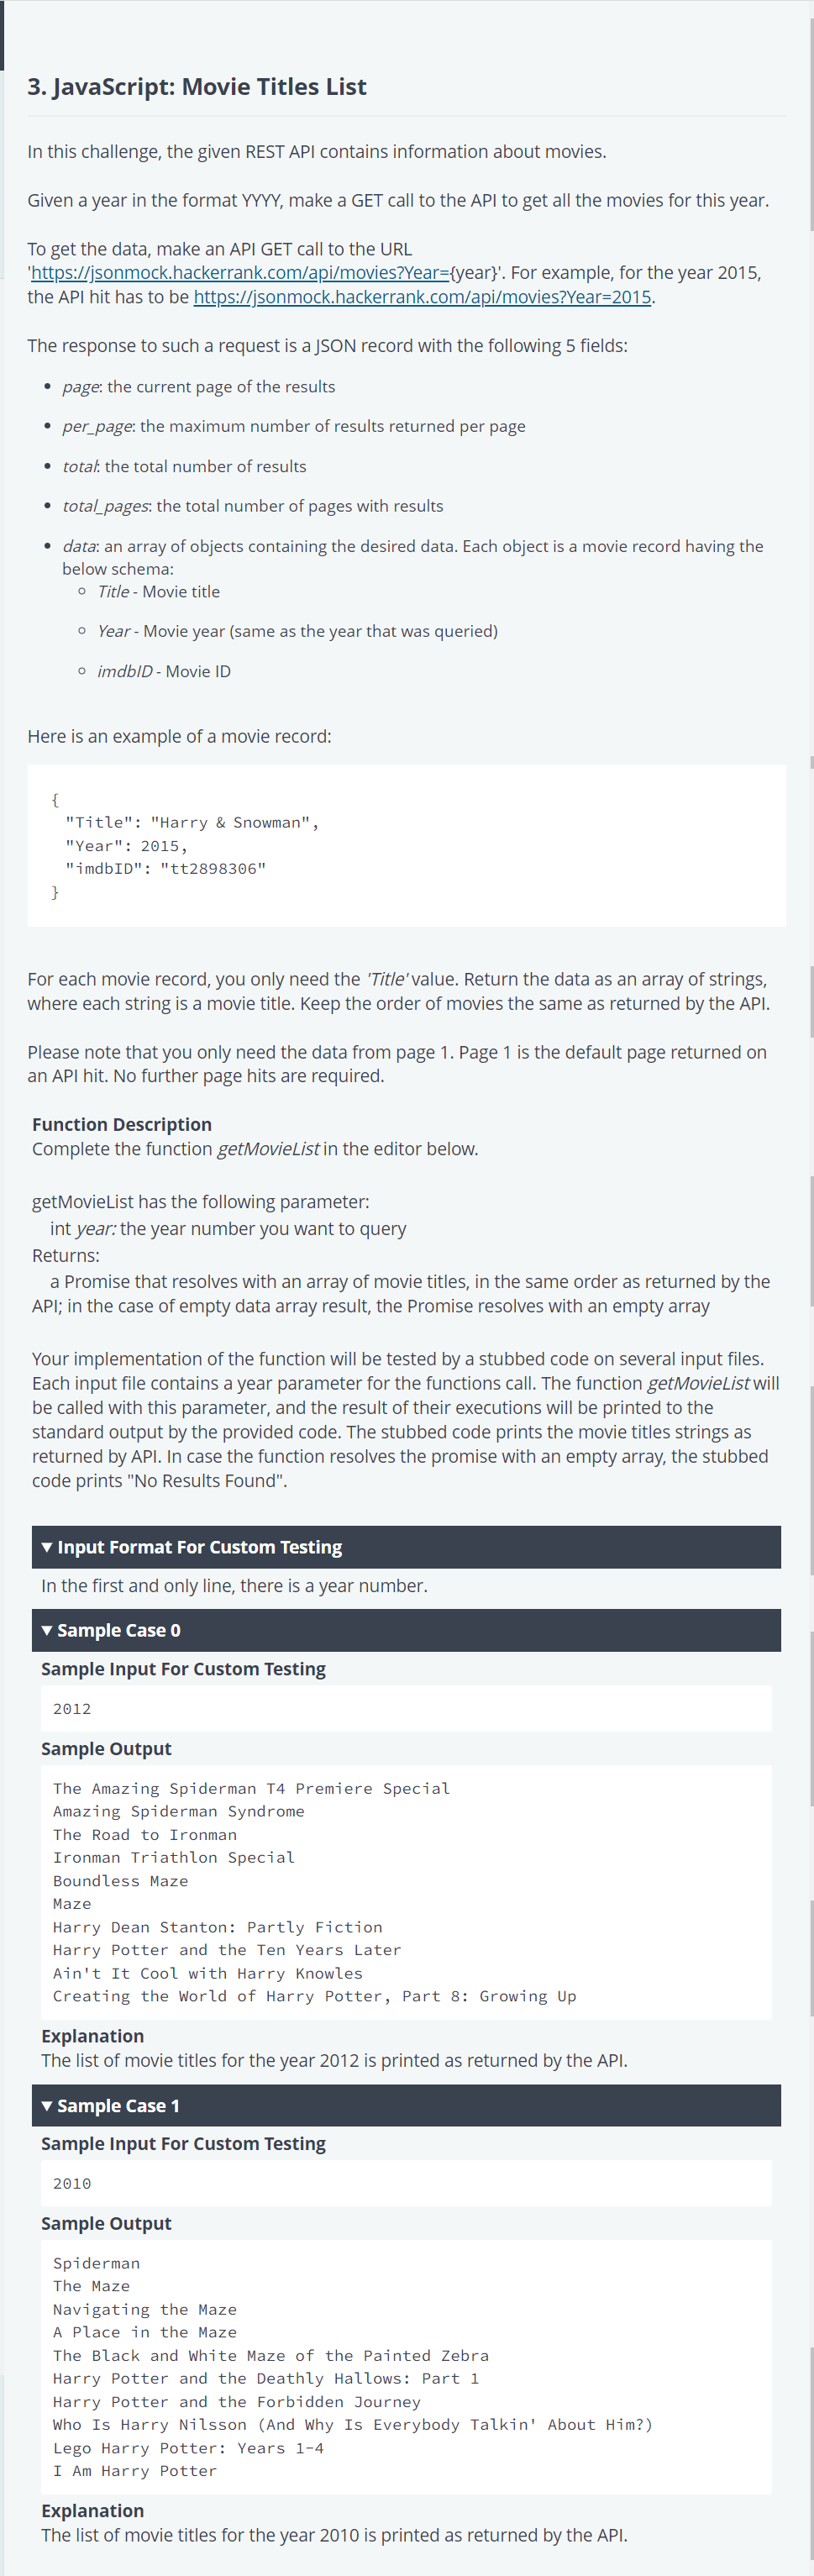 3. JavaScript: Movie Titles List
In this challenge, the given REST API contains information about movies.
Given a year in the format YYYY, make a GET call to the API to get all the movies for this year.
To get the data, make an API GET call to the URL
'https://jsonmock.hackerrank.com/api/movies?Year={year}'. For example, for the year 2015,
the API hit has to be https://jsonmock.hackerrank.com/api/movies?Year=2015.
The response to such a request is a JSON record with the following 5 fields:
• page: the current page of the results
• per_page: the maximum number of results returned per page
• total: the total number of results
• total_pages: the total number of pages with results
• data: an array of objects containing the desired data. Each object is a movie record having the
below schema:
◦ Title - Movie title
◦ Year - Movie year (same as the year that was queried)
◦ imdbID - Movie ID
Here is an example of a movie record:
{
"Title": "Harry & Snowman",
"Year": 2015,
"imdbID": "tt2898306"
}
For each movie record, you only need the 'Title' value. Return the data as an array of strings,
where each string is a movie title. Keep the order of movies the same as returned by the API.
Please note that you only need the data from page 1. Page 1 is the default page returned on
an API hit. No further page hits are required.
Function Description
Complete the function getMovieList in the editor below.
getMovieList has the following parameter:
int year: the year number you want to query
Returns:
a Promise that resolves with an array of movie titles, in the same order as returned by the
API; in the case of empty data array result, the Promise resolves with an empty array
Your implementation of the function will be tested by a stubbed code on several input files.
Each input file contains a year parameter for the functions call. The function getMovieList will
be called with this parameter, and the result of their executions will be printed to the
standard output by the provided code. The stubbed code prints the movie titles strings as
returned by API. In case the function resolves the promise with an empty array, the stubbed
code prints "No Results Found".
▼ Input Format For Custom Testing
In the first and only line, there is a year number.
▼ Sample Case 0
Sample Input For Custom Testing
2012
Sample Output
The Amazing Spiderman T4 Premiere Special
Amazing Spiderman Syndrome
The Road to Ironman
Ironman Triathlon Special
Boundless Maze
Maze
Harry Dean Stanton: Partly Fiction
Harry Potter and the Ten Years Later
Ain't It Cool with Harry Knowles
Creating the World of Harry Potter, Part 8: Growing Up
Explanation
The list of movie titles for the year 2012 is printed as returned by the API.
▼ Sample Case 1
Sample Input For Custom Testing
2010
Sample Output
Spiderman
The Maze
Navigating the Maze
A Place in the Maze
The Black and White Maze of the Painted Zebra
Harry Potter and the Deathly Hallows: Part 1
Harry Potter and the Forbidden Journey
Who Is Harry Nilsson (And Why Is Everybody Talkin' About Him?)
Lego Harry Potter: Years 1-4
I Am Harry Potter
Explanation
The list of movie titles for the year 2010 is printed as returned by the API.